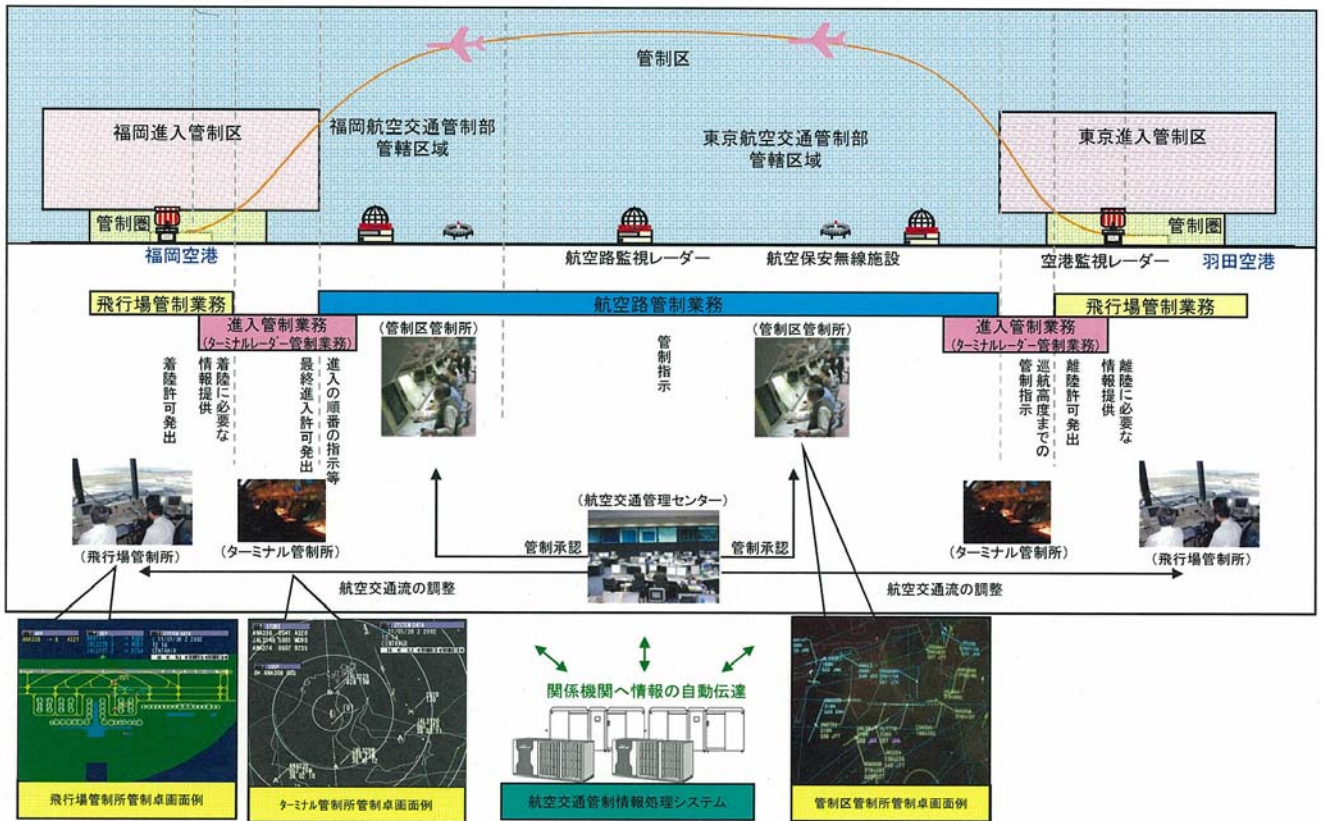 管制区
福岡進入管制区
福岡航空交通管制部
管轄区域
東京航空交通管制部
管轄区域
東京進入管制区
管制圏
管制圏
福岡空港
航空路監視レーダー
航空保安無線施設
空港監視レーダー
羽田空港
飛行場管制業務
航空路管制業務
飛行場管制業務
進入管制業務
(ターミナルレーダー管制業務)
(管制区管制所)
(管制区管制所)
進入管制業務
(ターミナルレーダー管制業務)
着陸許可発出
着陸に必要な
情報提供
進入の順番の指示等
最終進入許可発出
管制指示
巡航高度までの
管制指示
離陸許可発出
離陸に必要な
情報提供
(飛行場管制所)
(ターミナル管制所)
(航空交通管理センター)
(ターミナル管制所)
(飛行場管制所)
管制承認
管制承認
航空交通流の調整
航空交通流の調整
関係機関へ情報の自動伝達
飛行場管制所管制卓画面例
ターミナル管制所管制卓画面例
航空交通管制情報処理システム
管制区管制所管制卓画面例